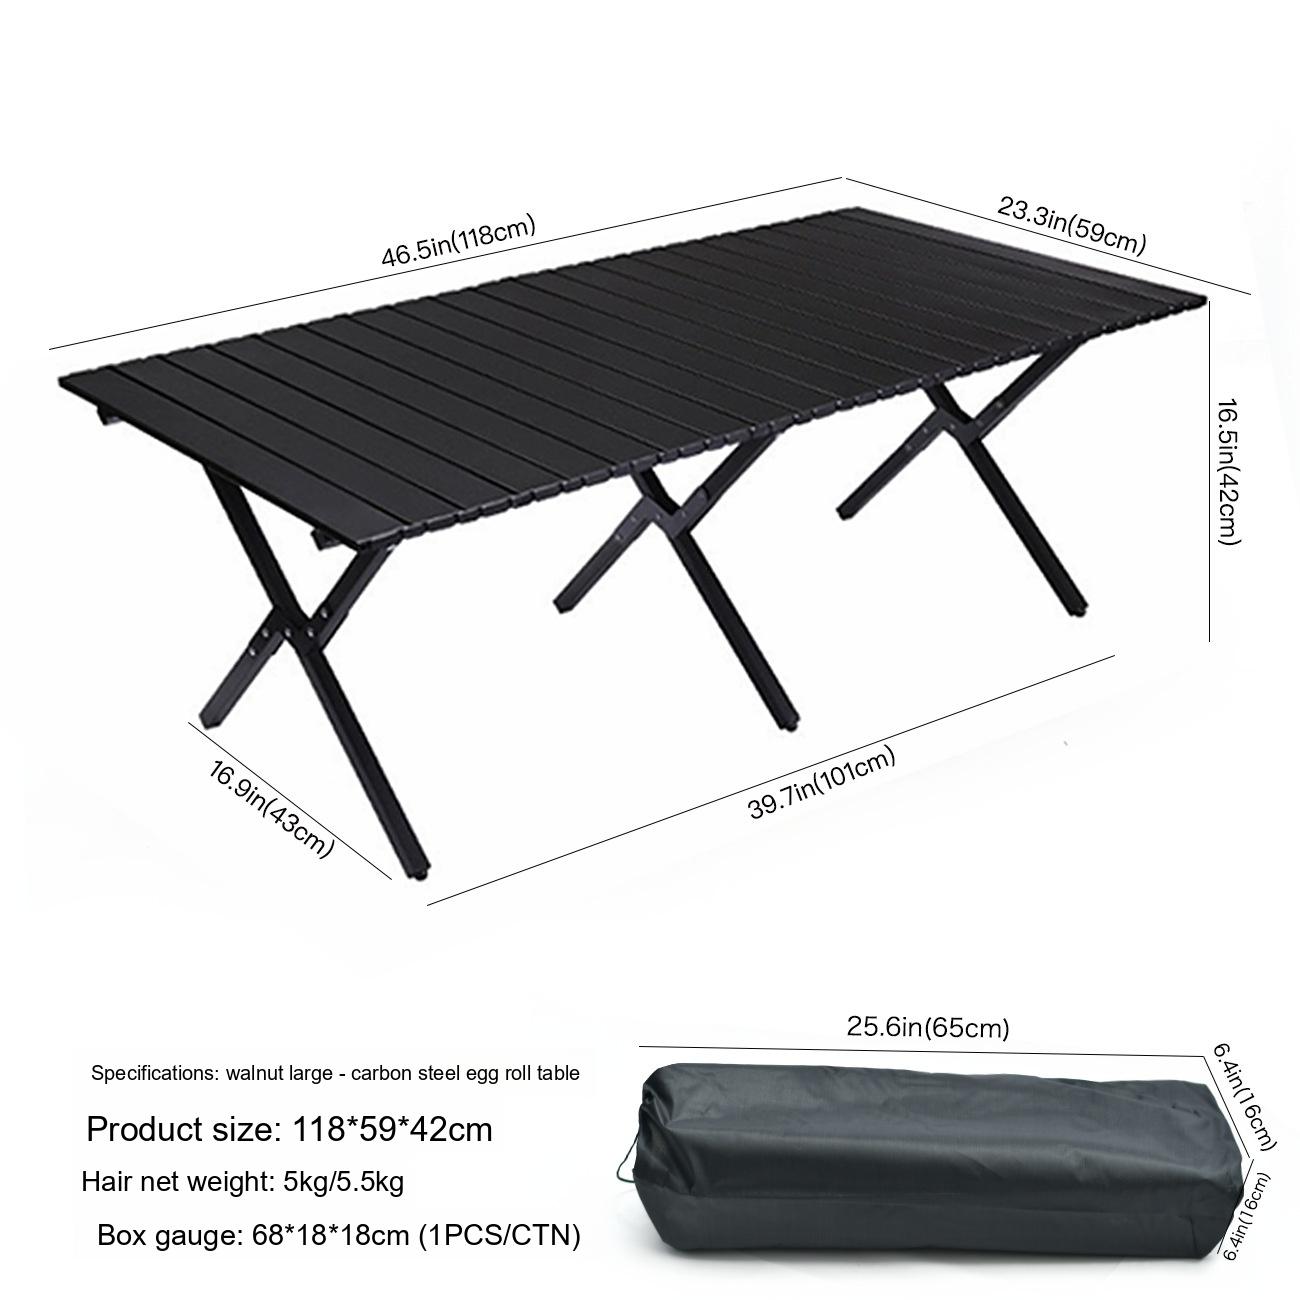 46.5in(118cm)
23.3in(59cm)
16.5in(42cm)
16.9in(43cm)
39.7in(101cm)
25.6in(65cm)
6.4in(16cm)
6.4in(16cm)
Specifications: walnut large - carbon steel egg roll table
Product size: 118*59*42cm
Hair net weight: 5kg/5.5kg
Box gauge: 68*18*18cm (1PCS/CTN)